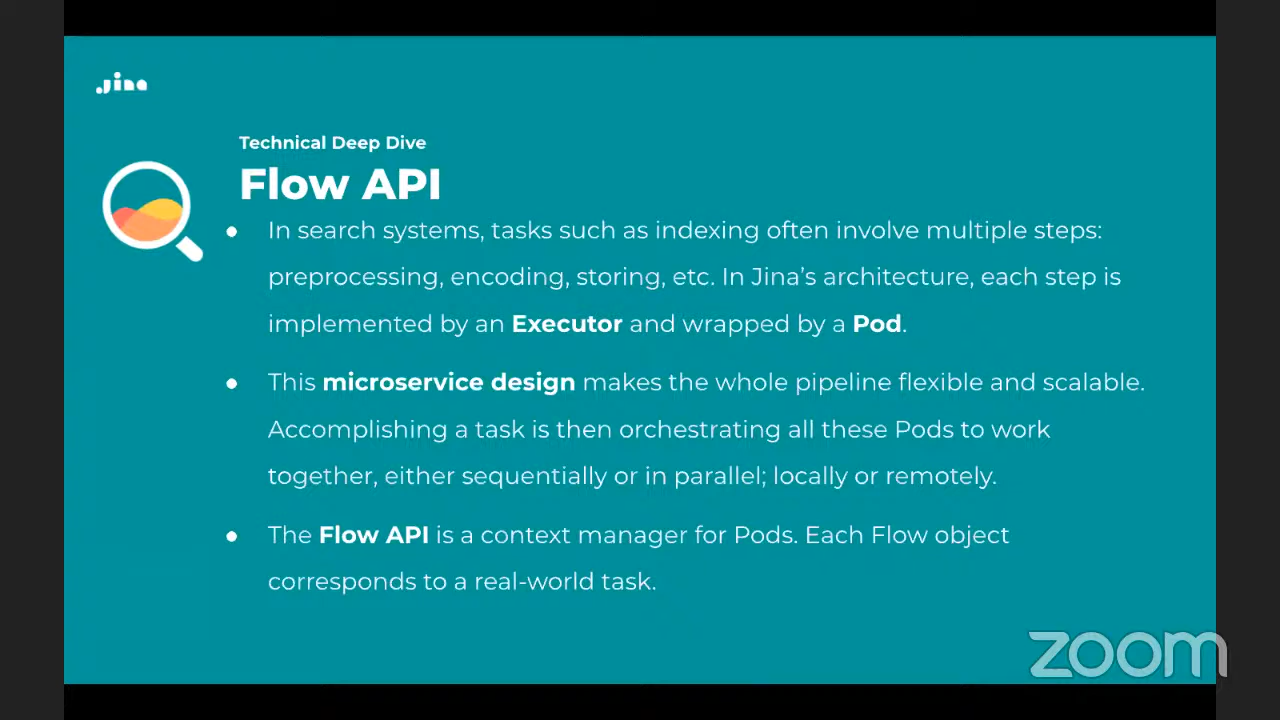 Jina
Technical Deep Dive
Flow API
● In search systems, tasks such as indexing often involve multiple steps:
preprocessing, encoding, storing, etc. In Jina’s architecture, each step is
implemented by an Executor and wrapped by a Pod.
● This microservice design makes the whole pipeline flexible and scalable.
Accomplishing a task is then orchestrating all these Pods to work
together, either sequentially or in parallel; locally or remotely.
● The Flow API is a context manager for Pods. Each Flow object
corresponds to a real-world task.
zoom